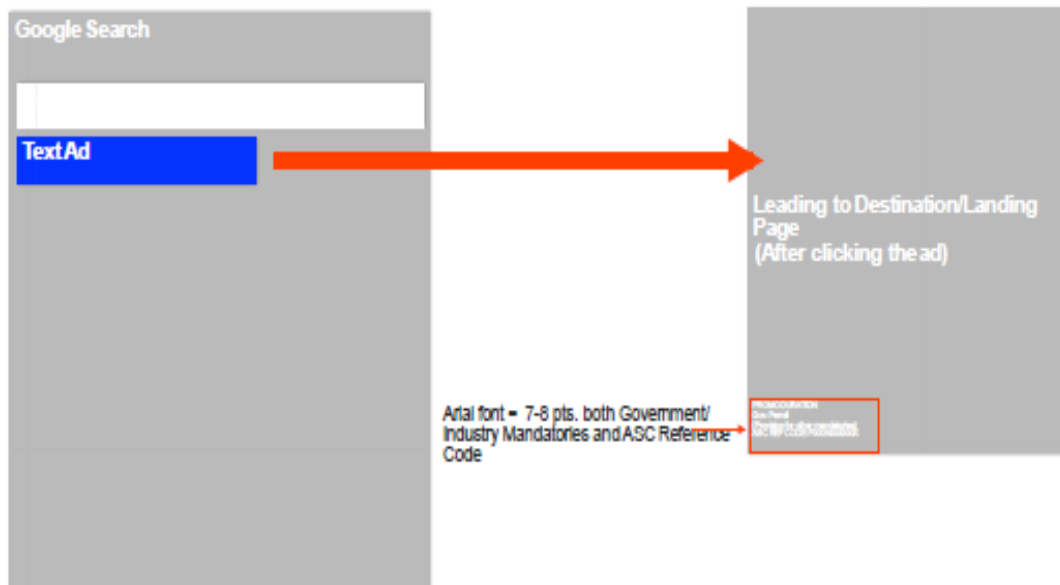 Google Search
Text Ad
Leading to Destination/Landing
Page
(After clicking the ad)
Arial font = 7-8 pts. both Government/
Industry Mandatories and ASC Reference
Code